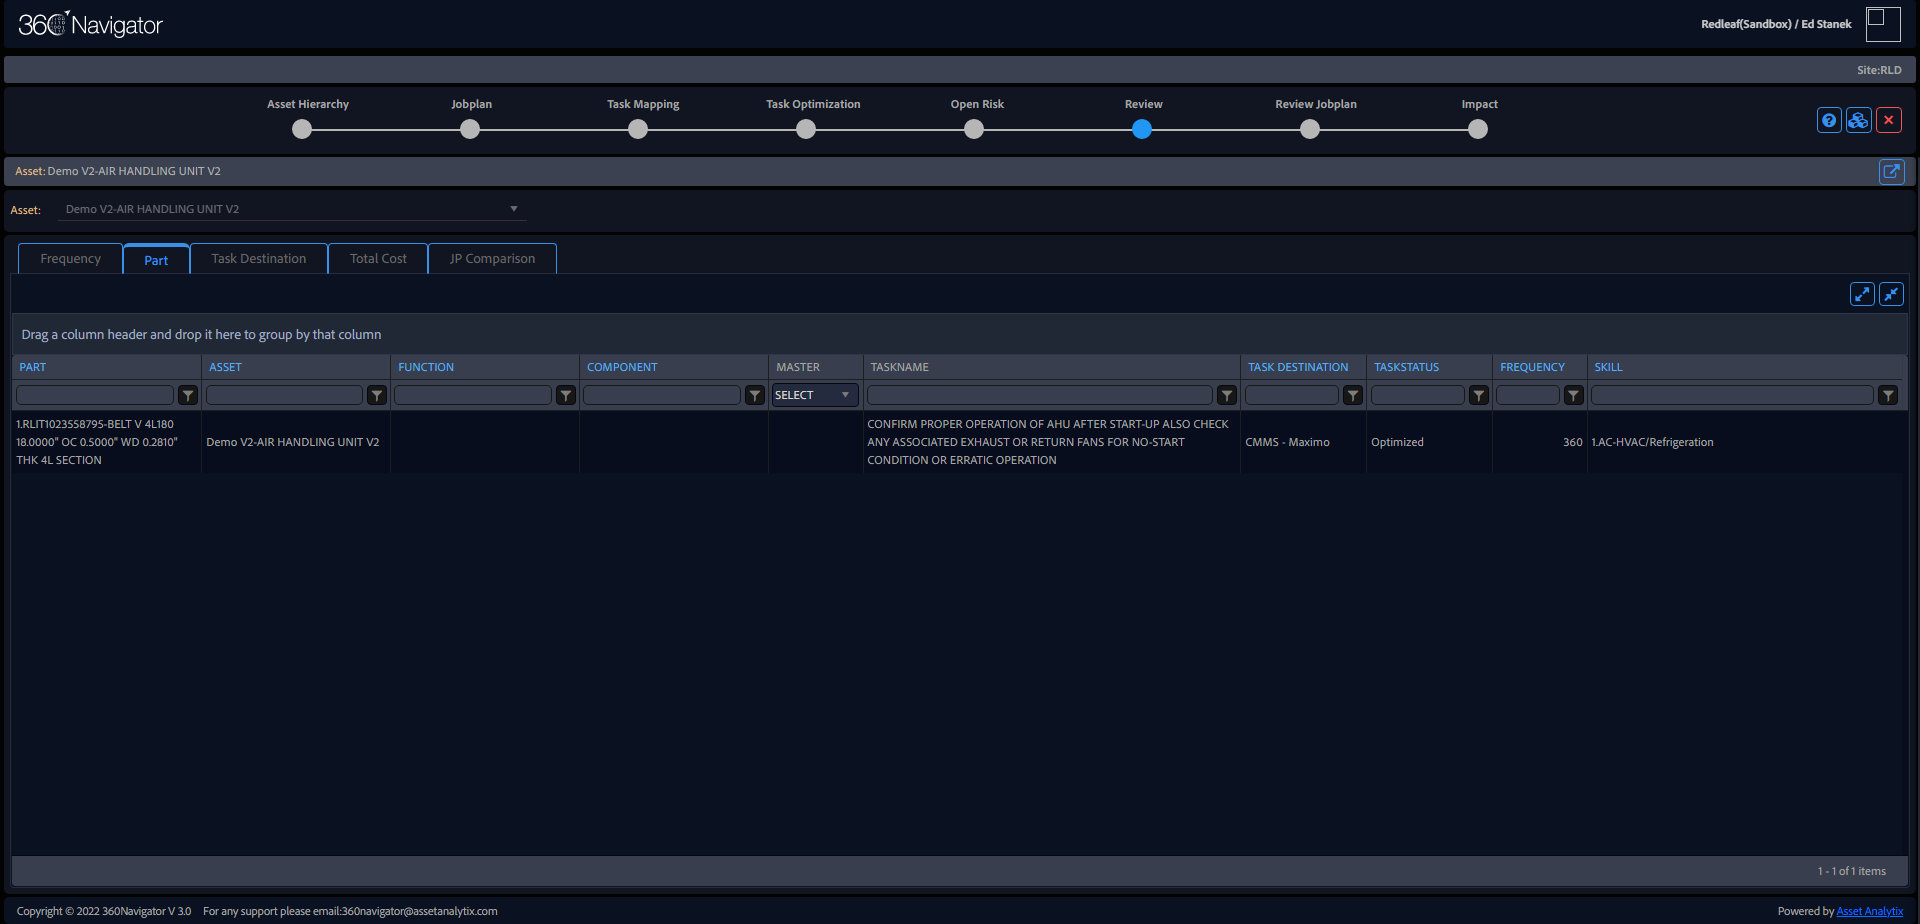 360 Navigator
Redleaf(Sandbox) / Ed Stanek
Site:RLD
Asset Hierarchy Jobplan Task Mapping Task Optimization Open Risk Review Review Jobplan Impact
Asset: Demo V2-AIR HANDLING UNIT V2
Asset: Demo V2-AIR HANDLING UNIT V2
Frequency Part Task Destination Total Cost JP Comparison
Drag a column header and drop it here to group by that column
PART ASSET FUNCTION COMPONENT MASTER TASKNAME TASK DESTINATION TASKSTATUS FREQUENCY SKILL
SELECT
1.RLIT1023558795-BELT V 4L180
18.0000" OC 0.5000" WD 0.2810"
THK 4L SECTION
Demo V2-AIR HANDLING UNIT V2
CONFIRM PROPER OPERATION OF AHU AFTER START-UP ALSO CHECK
ANY ASSOCIATED EXHAUST OR RETURN FANS FOR NO-START
CONDITION OR ERRATIC OPERATION
CMMS - Maximo
Optimized
360
1.AC-HVAC/Refrigeration
1 - 1 of 1 items
Copyright © 2022 360Navigator V 3.0 For any support please email:360navigator@assetanalytix.com
Powered by Asset Analytix